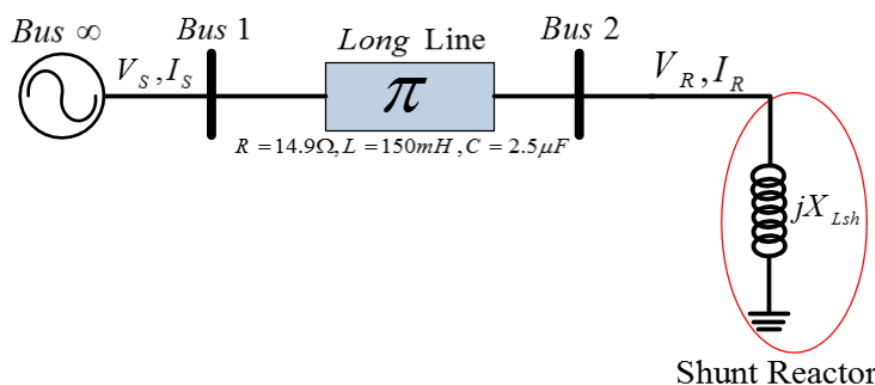 Bus ∞
Bus 1
Long Line
Bus 2
V_S, I_S
π
V_R, I_R
R = 14.9Ω, L = 150mH, C = 2.5μF
jX_Lsh
Shunt Reactor